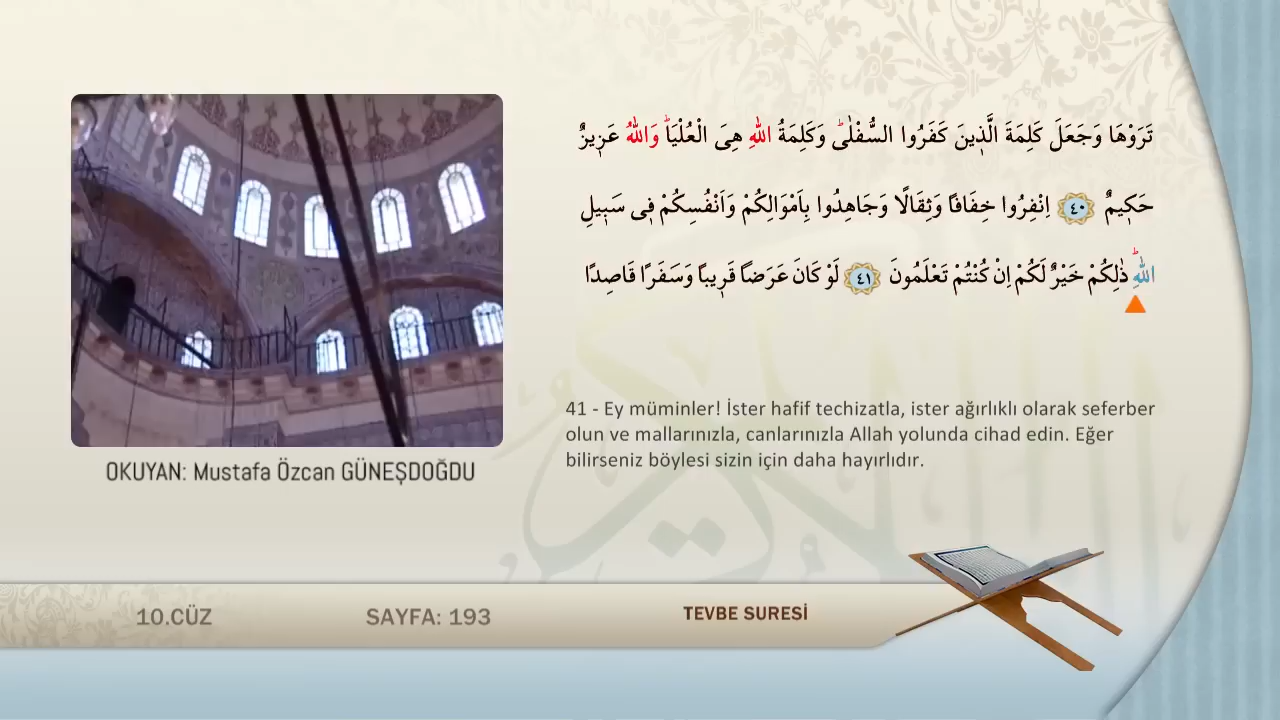 تَرَوْهَا وَجَعَلَ كَلِمَةَ الَّذ۪ينَ كَفَرُوا السُّفْلٰىۜ وَكَلِمَةُ اللّٰهِ هِيَ الْعُلْيَاۜ وَاللّٰهُ عَز۪يزٌ
حَك۪يمٌ ﴿٤٠﴾ اِنْفِرُوا خِفَافًا وَثِقَالًا وَجَاهِدُوا بِاَمْوَالِكُمْ وَاَنْفُسِكُمْ ف۪ى سَب۪يلِ
اللّٰهِۜ ذٰلِكُمْ خَيْرٌ لَكُمْ اِنْ كُنْتُمْ تَعْلَمُونَ ﴿٤١﴾ لَوْ كَانَ عَرَضًا قَر۪يبًا وَسَفَرًا قَاصِدًا
41 - Ey müminler! İster hafif techizatla, ister ağırlıklı olarak seferber
olun ve mallarınızla, canlarınızla Allah yolunda cihad edin. Eğer
bilirseniz böylesi sizin için daha hayırlıdır.
OKUYAN: Mustafa Özcan GÜNEŞDOĞDU
10.CÜZ
SAYFA: 193
TEVBE SURESİ